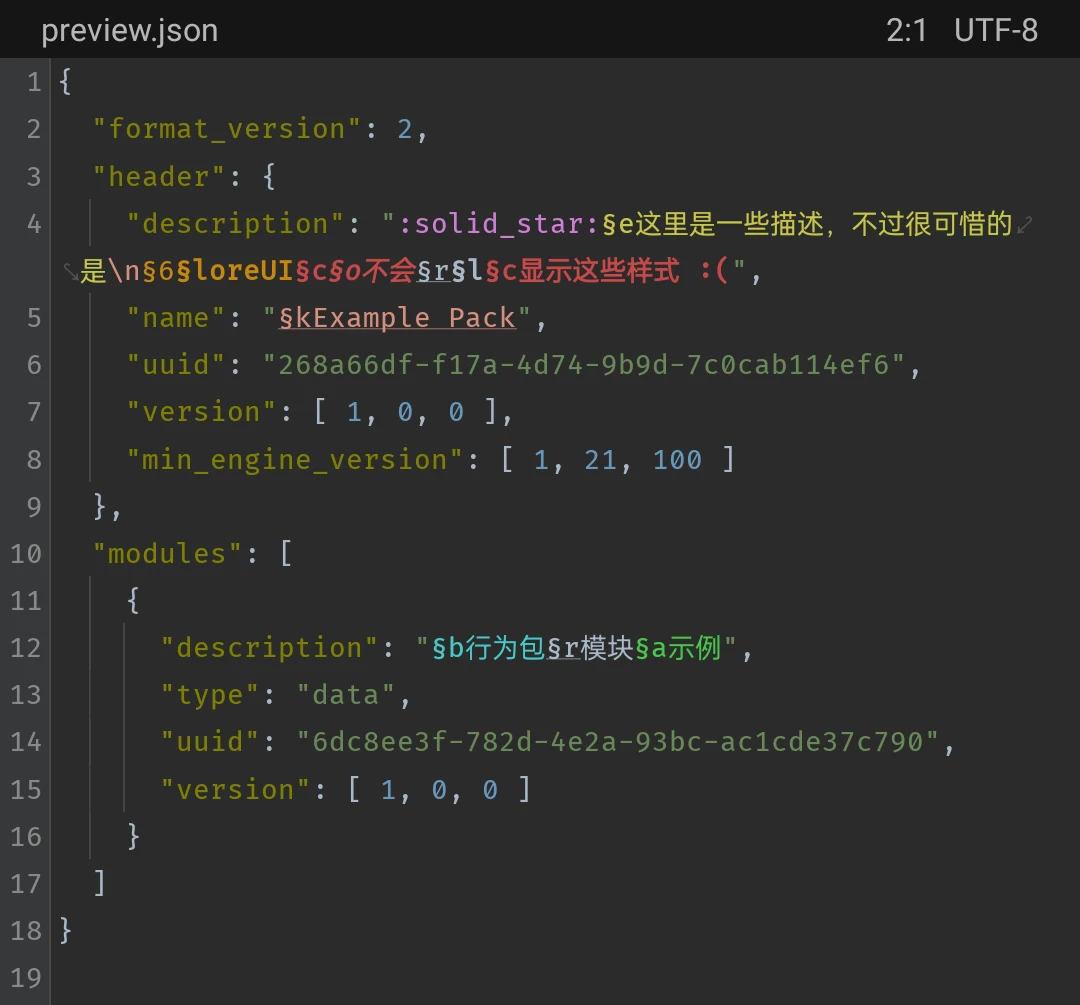 preview.json 2:1 UTF-8
1 {
2   "format_version": 2,
3   "header": {
4     "description": ":solid_star:§e这里是一些描述，不过很可惜的
是\n§6§loreUI§c§o不会§r§l§c显示这些样式 :(",
5     "name": "§kExample Pack",
6     "uuid": "268a66df-f17a-4d74-9b9d-7c0cab114ef6",
7     "version": [ 1, 0, 0 ],
8     "min_engine_version": [ 1, 21, 100 ]
9   },
10   "modules": [
11     {
12       "description": "§b行为包§r模块§a示例",
13       "type": "data",
14       "uuid": "6dc8ee3f-782d-4e2a-93bc-ac1cde37c790",
15       "version": [ 1, 0, 0 ]
16     }
17   ]
18 }
19